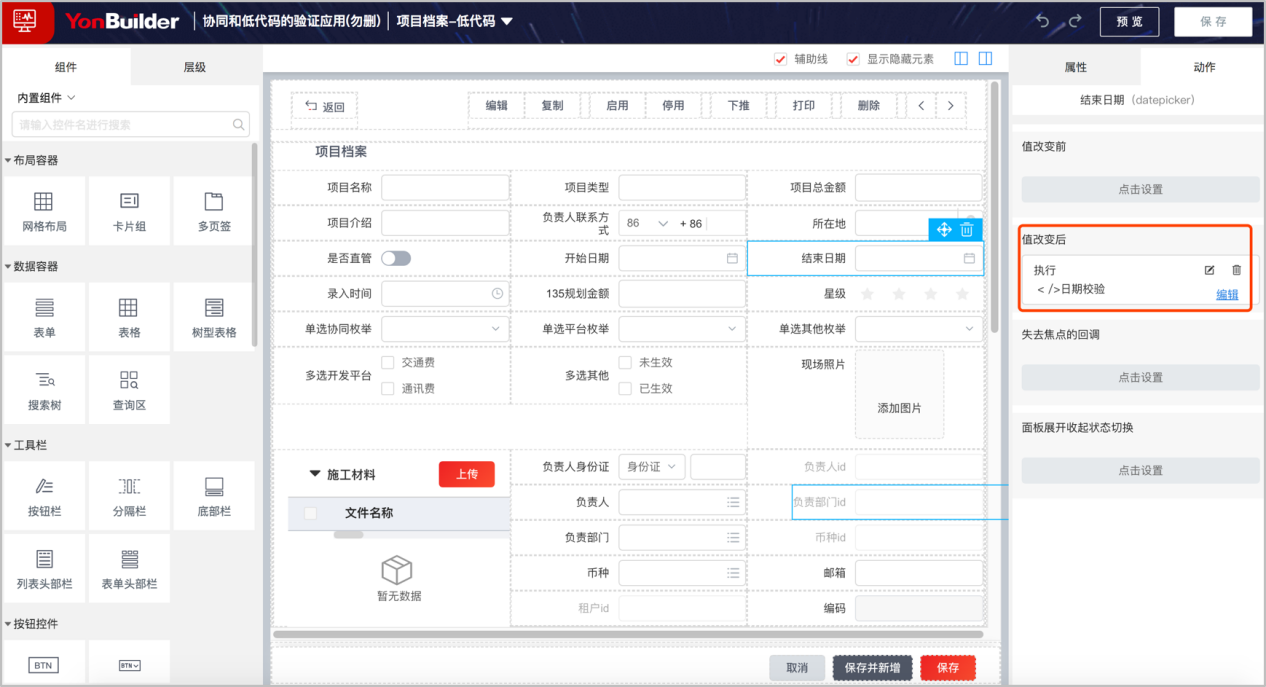 YonBuilder 协同和低代码的验证应用(勿删) 项目档案-低代码 预览 保存
组件 层级
辅助线 显示隐藏元素
属性 动作
内置组件
请输入控件名进行搜索
布局容器
网格布局 卡片组 多页签
数据容器
表单 表格 树型表格
搜索树 查询区
工具栏
按钮栏 分隔栏 底部栏
列表头部栏 表单头部栏
按钮控件
BTN BTN
返回 编辑 复制 启用 停用 下推 打印 删除
项目档案
项目名称 项目类型 项目总金额
项目介绍 负责人联系方式 86 + 86 所在地
是否直管 开始日期 结束日期
录入时间 135规划金额 星级
单选协同枚举 单选平台枚举 单选其他枚举
多选开发平台 交通费 通讯费 多选其他 未生效 已生效 现场照片 添加图片
施工材料 上传
文件名称
暂无数据
负责人身份证 身份证 负责人id
负责人 负责部门id
负责部门 币种id
币种 邮箱
租户id 编码
取消 保存并新增 保存
结束日期 (datepicker)
值改变前
点击设置
值改变后
执行
< />日期校验 编辑
失去焦点的回调
点击设置
面板展开收起状态切换
点击设置